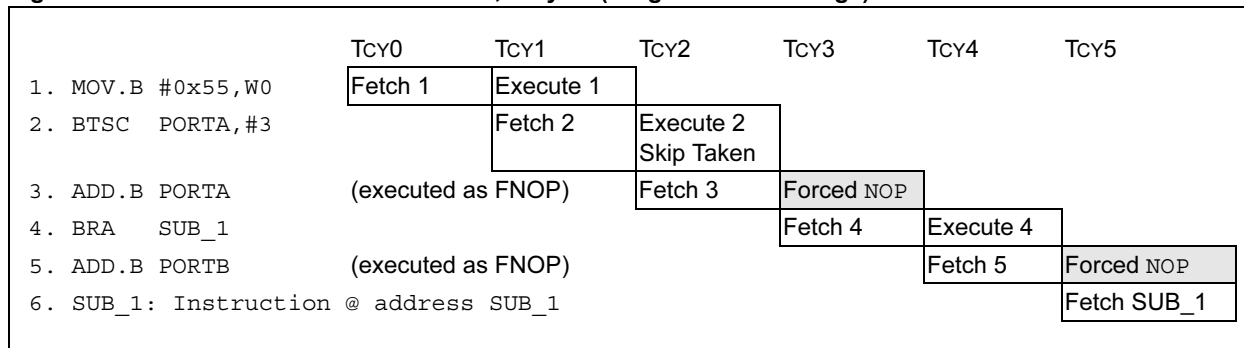 TCY0 TCY1 TCY2 TCY3 TCY4 TCY5
1. MOV.B #0x55,W0 Fetch 1 Execute 1
2. BTSC PORTA,#3 Fetch 2 Execute 2
Skip Taken
3. ADD.B PORTA (executed as FNOP) Fetch 3 Forced NOP
4. BRA SUB_1 Fetch 4 Execute 4
5. ADD.B PORTB (executed as FNOP) Fetch 5 Forced NOP
6. SUB_1: Instruction @ address SUB_1 Fetch SUB_1